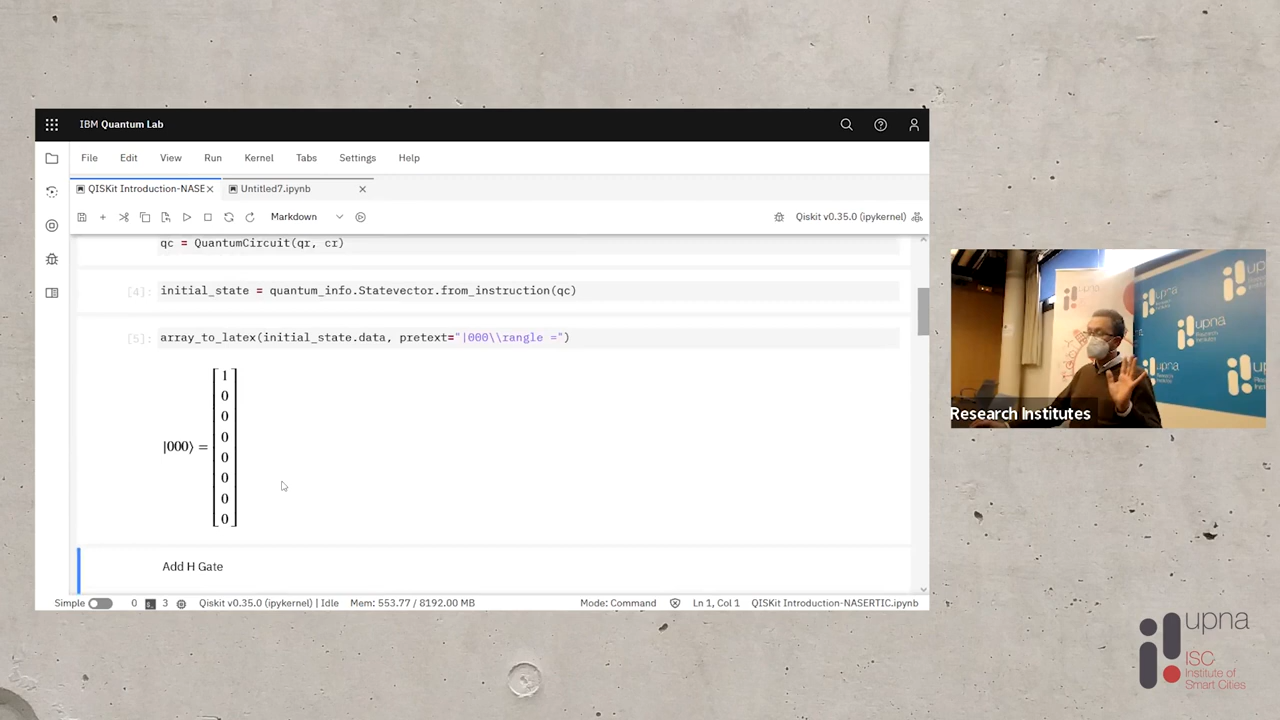 IBM Quantum Lab
File Edit View Run Kernel Tabs Settings Help
QISKit Introduction-NASE Untitled7.ipynb
Markdown Qiskit v0.35.0 (ipykernel)
qc = QuantumCircuit(qr, cr)
[4]: initial_state = quantum_info.Statevector.from_instruction(qc)
[5]: array_to_latex(initial_state.data, pretext="|000\\rangle =")
|000⟩ =
1
0
0
0
0
0
0
0
Add H Gate
Simple 0 3 Qiskit v0.35.0 (ipykernel) | Idle Mem: 553.77 / 8192.00 MB Mode: Command Ln 1, Col 1 QISKit Introduction-NASERTIC.ipynb
upna
Research Institutes
upna
ISC
Institute of
Smart Cities